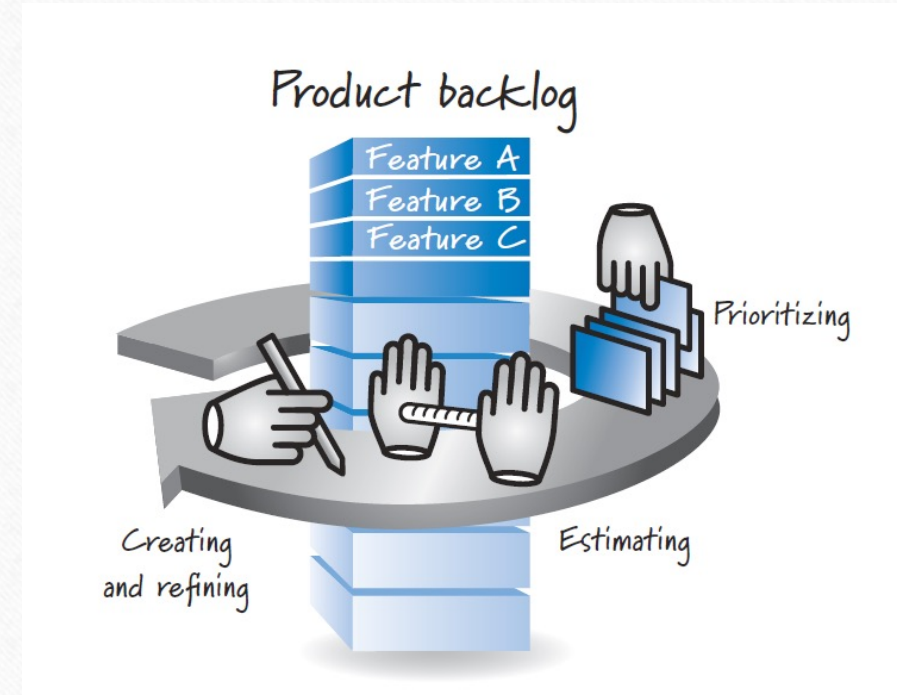 Product backlog
Feature A
Feature B
Feature C
Prioritizing
Creating
and refining
Estimating